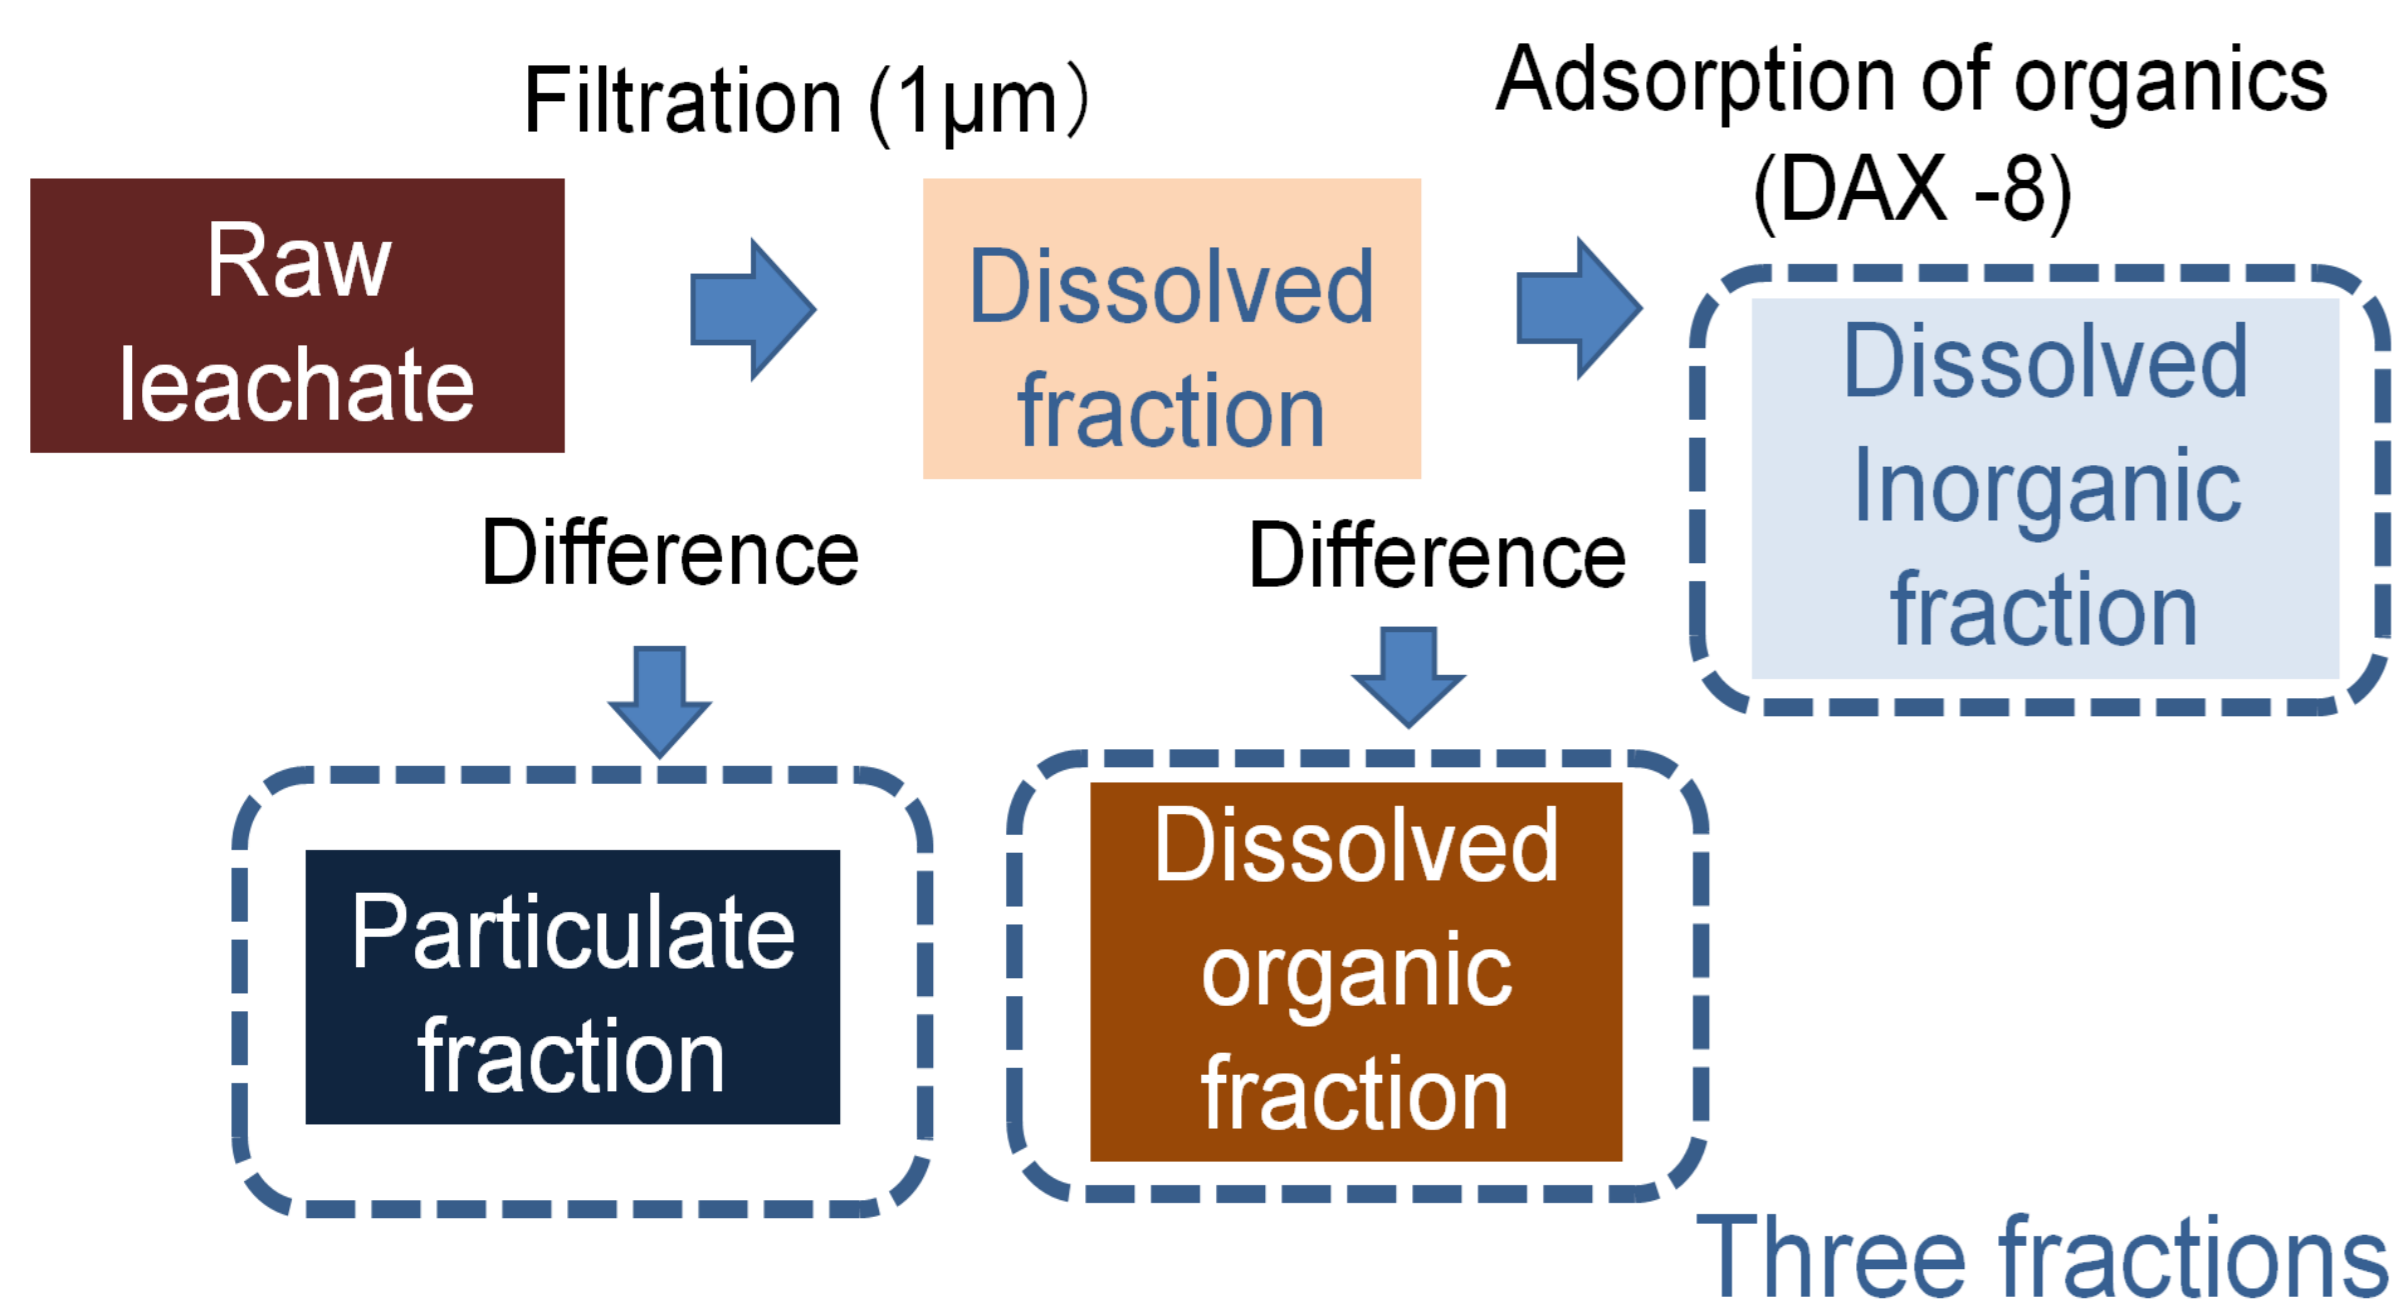 Filtration (1μm）
Adsorption of organics
(DAX -8)
Raw
leachate
Dissolved
fraction
Dissolved
Inorganic
fraction
Difference
Difference
Particulate
fraction
Dissolved
organic
fraction
Three fractions